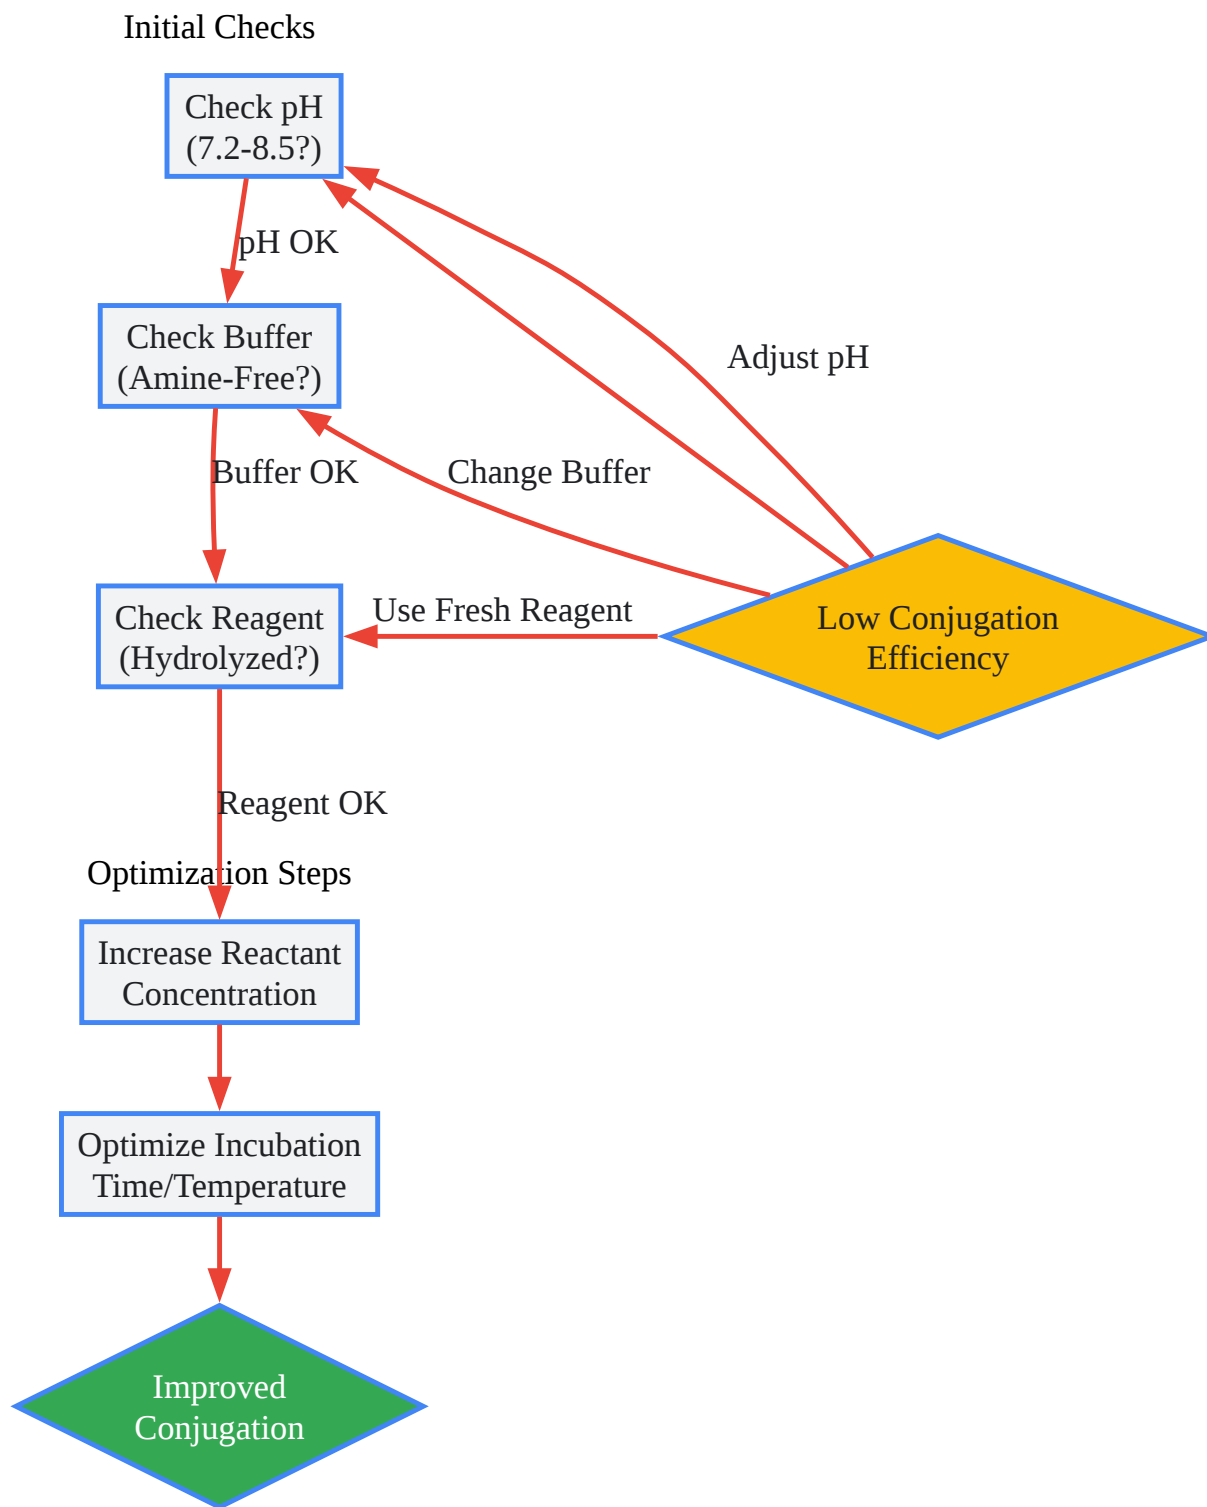 Initial Checks
Check pH
(7.2-8.5?)
pH OK
Check Buffer
(Amine-Free?)
Adjust pH
Buffer OK
Change Buffer
Check Reagent
(Hydrolyzed?)
Use Fresh Reagent
Low Conjugation
Efficiency
Reagent OK
Optimization Steps
Increase Reactant
Concentration
Optimize Incubation
Time/Temperature
Improved
Conjugation